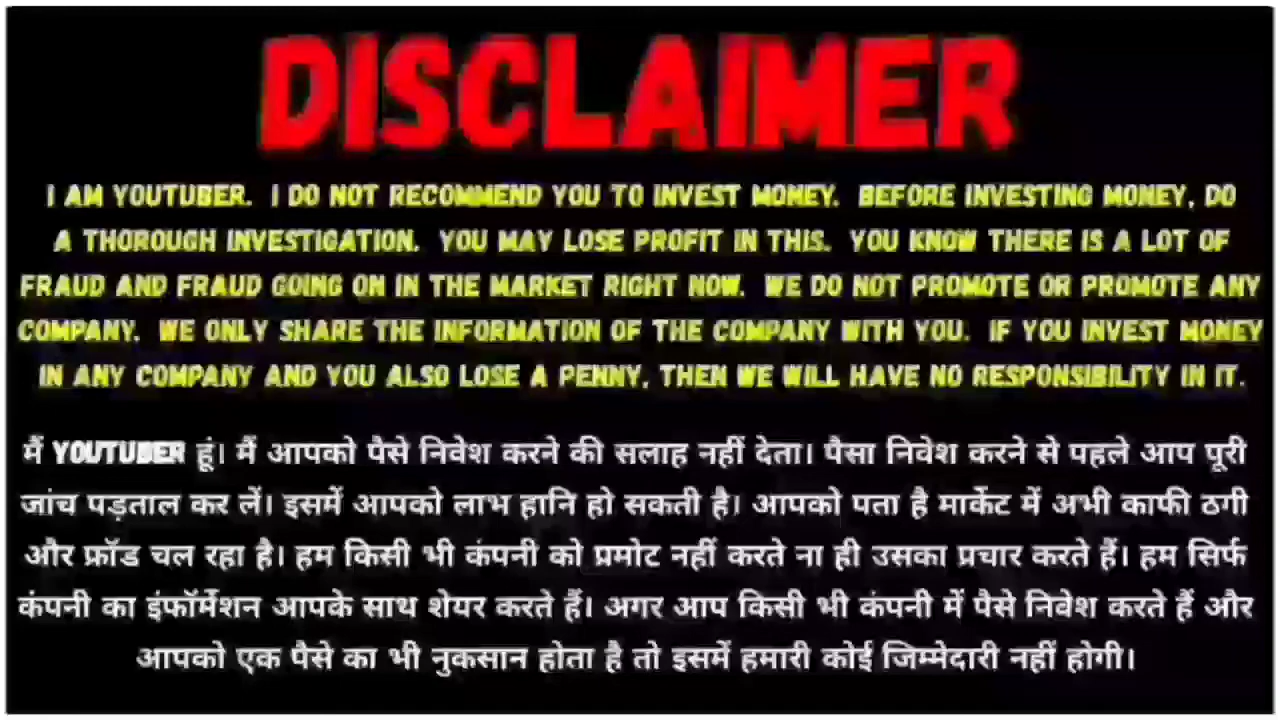 DISCLAIMER
I AM YOUTUBER. I DO NOT RECOMMEND YOU TO INVEST MONEY. BEFORE INVESTING MONEY, DO
A THOROUGH INVESTIGATION. YOU MAY LOSE PROFIT IN THIS. YOU KNOW THERE IS A LOT OF
FRAUD AND FRAUD GOING ON IN THE MARKET RIGHT NOW. WE DO NOT PROMOTE OR PROMOTE ANY
COMPANY. WE ONLY SHARE THE INFORMATION OF THE COMPANY WITH YOU. IF YOU INVEST MONEY
IN ANY COMPANY AND YOU ALSO LOSE A PENNY, THEN WE WILL HAVE NO RESPONSIBILITY IN IT.
मैं YOUTUBER हूं। मैं आपको पैसे निवेश करने की सलाह नहीं देता। पैसा निवेश करने से पहले आप पूरी
जांच पड़ताल कर लें। इसमें आपको लाभ हानि हो सकती है। आपको पता है मार्केट में अभी काफी ठगी
और फ्रॉड चल रहा है। हम किसी भी कंपनी को प्रमोट नहीं करते ना ही उसका प्रचार करते हैं। हम सिर्फ
कंपनी का इंफॉर्मेशन आपके साथ शेयर करते हैं। अगर आप किसी भी कंपनी में पैसे निवेश करते हैं और
आपको एक पैसे का भी नुकसान होता है तो इसमें हमारी कोई जिम्मेदारी नहीं होगी।